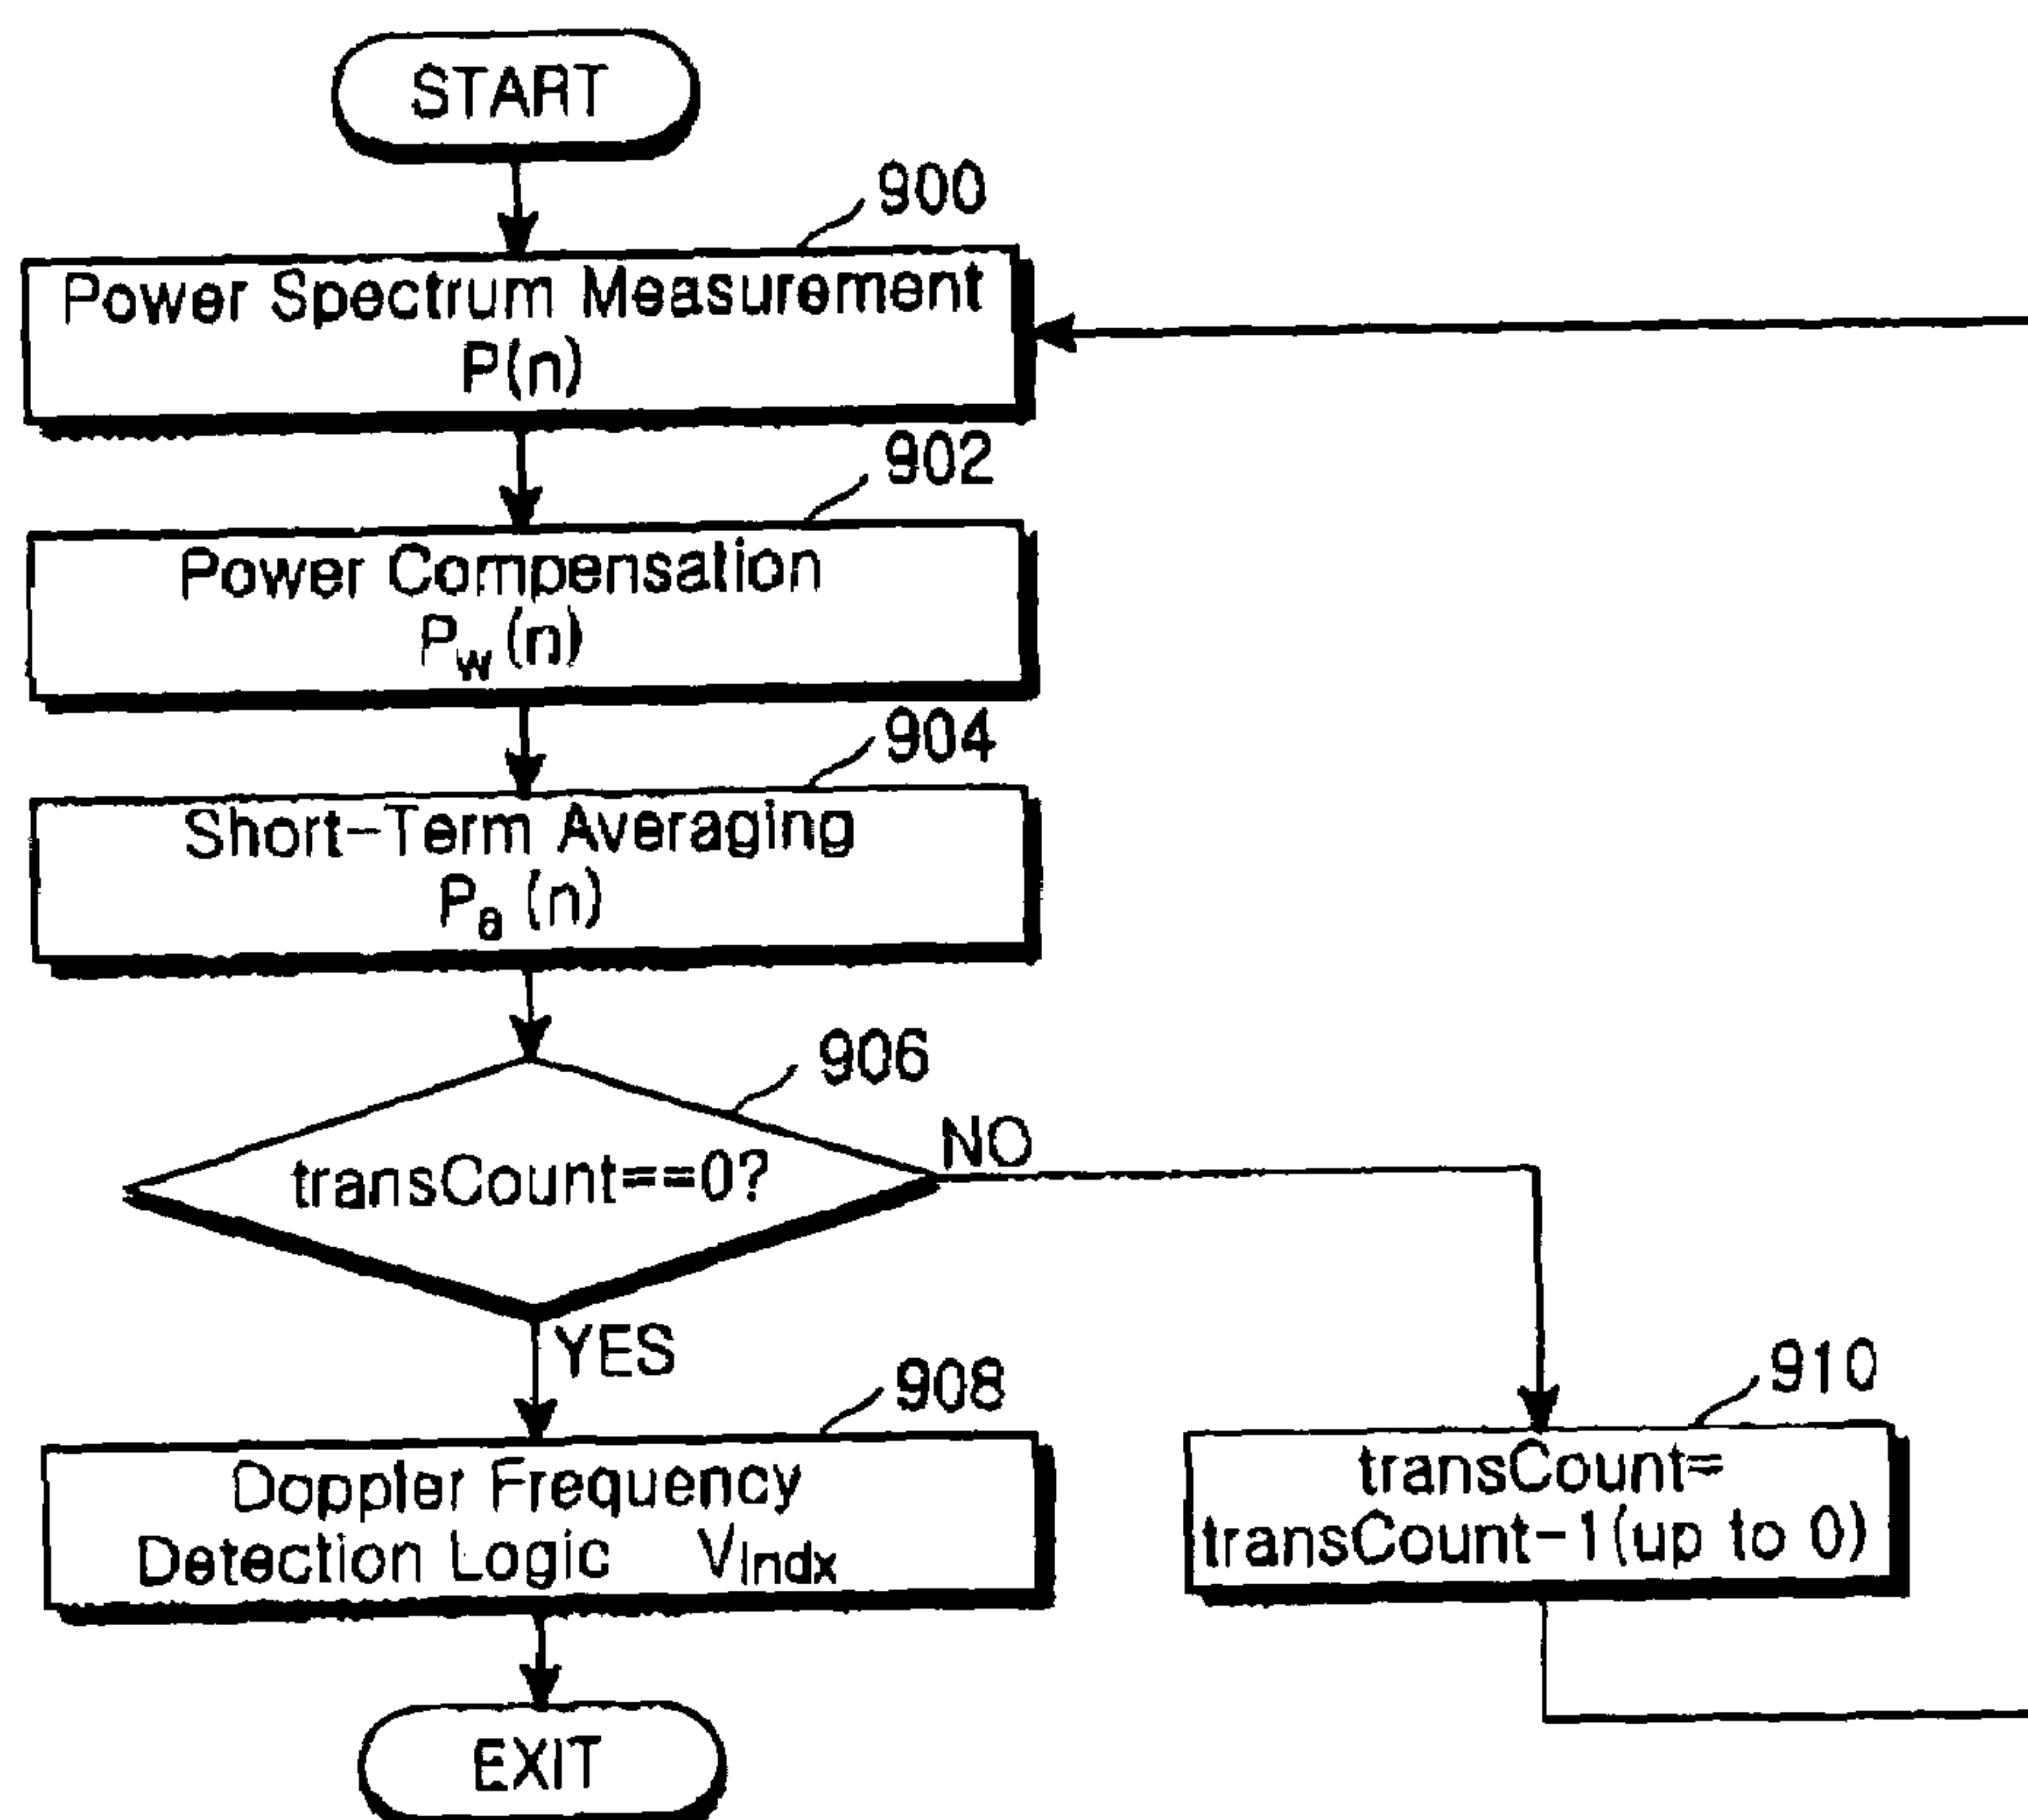 START
900
Power Spectrum Measurement
P(n)
902
Power Compensation
Pw (n)
904
Short-Term Averaging
Pa (n)
906
transCount==0?
NO
YES
908
Doppler Frequency
Detection Logic VIndx
910
transCount=
transCount-1(up to 0)
EXIT